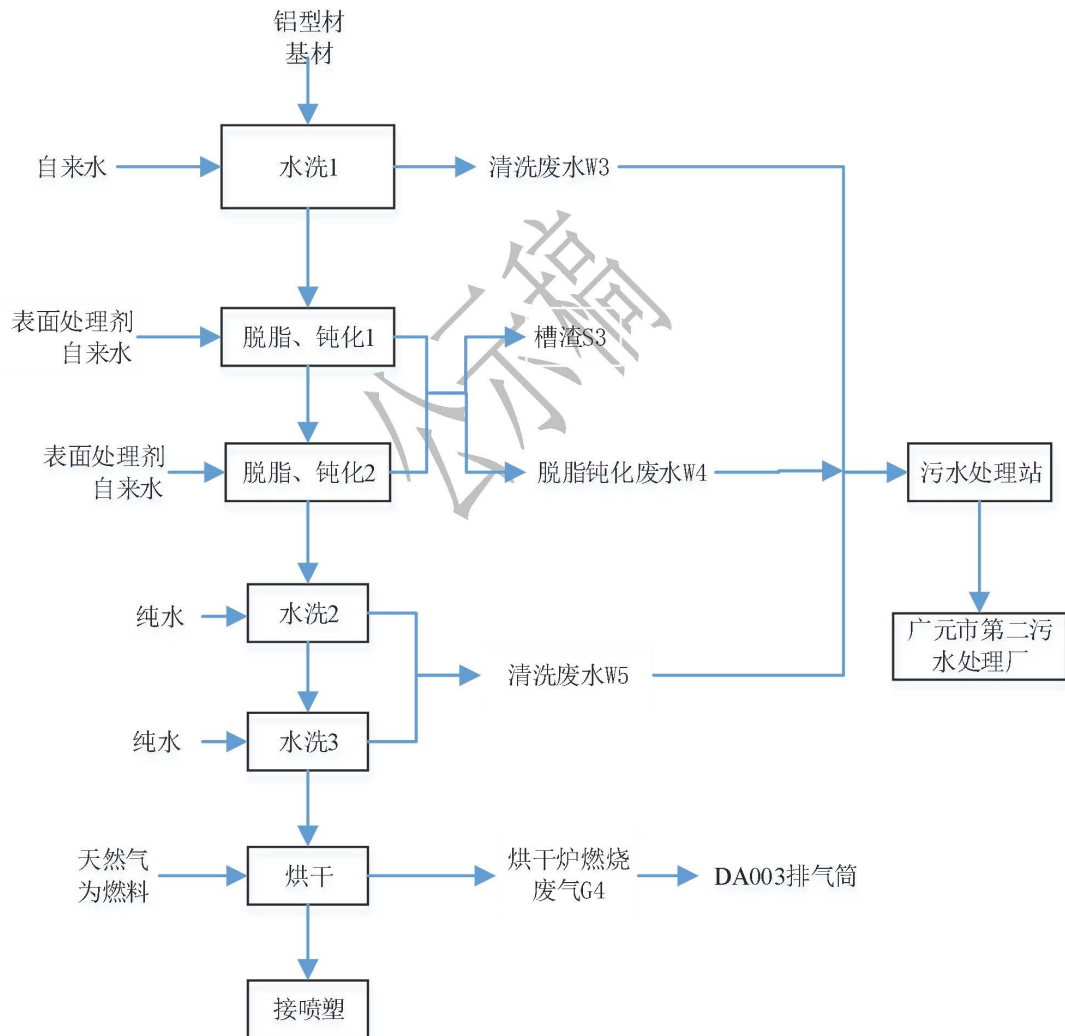 铝型材
基材
自来水
水洗1
清洗废水W3
表面处理剂
自来水
脱脂、钝化1
槽渣S3
表面处理剂
自来水
脱脂、钝化2
脱脂钝化废水W4
污水处理站
纯水
水洗2
广元市第二污
水处理厂
清洗废水W5
纯水
水洗3
天然气
为燃料
烘干
烘干炉燃烧
废气G4
DA003排气筒
接喷塑
公示稿